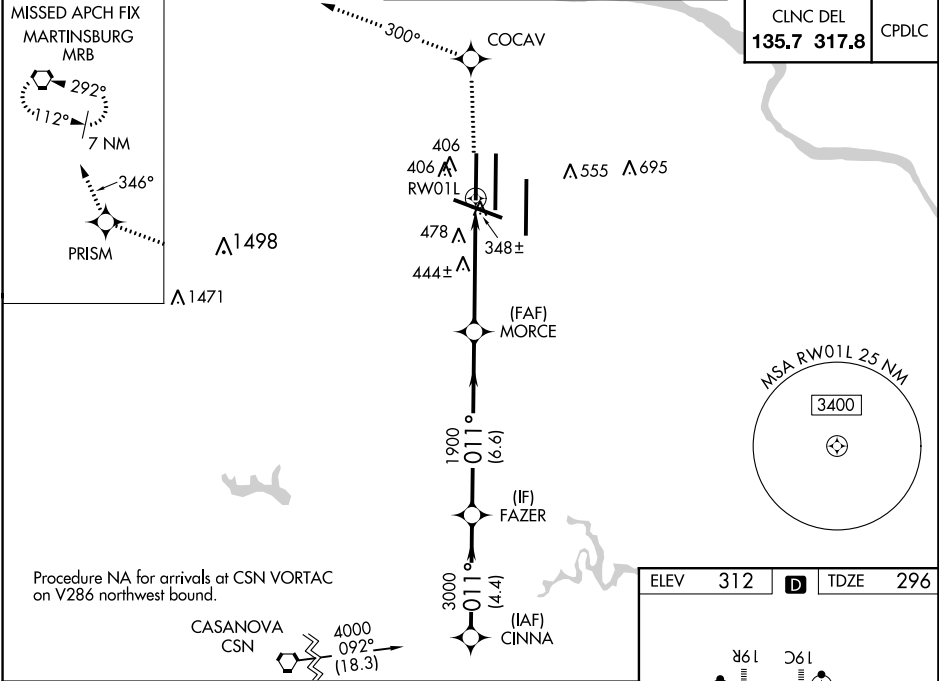 MISSED APCH FIX
MARTINSBURG
MRB
292°
112°
7 NM
346°
PRISM
300°
COCAV
CLNC DEL
135.7 317.8
CPDLC
406
406
RW01L
555
695
478
348±
444±
1498
1471
(FAF)
MORCE
MSA RW01L 25 NM
3400
1900
011°
(6.6)
(IF)
FAZER
3000
011°
(4.4)
(IAF)
CINNA
Procedure NA for arrivals at CSN VORTAC
on V286 northwest bound.
CASANOVA
CSN
4000
092°
(18.3)
ELEV 312
D
TDZE 296
19R
19C